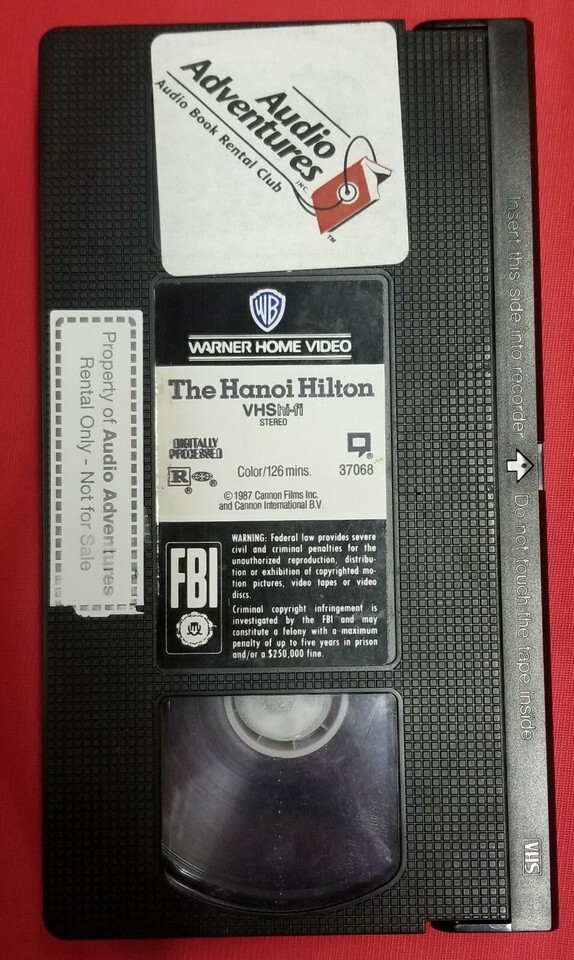 Audio
Adventures INC.
Audio Book Rental Club
TM
WB
WARNER HOME VIDEO
The Hanoi Hilton
VHS hi-fi
STEREO
DIGITALLY
PROCESSED
R ®
®
®
Color/126 mins.
37068
© 1987 Cannon Films Inc.
and Cannon International B.V.
FBI
WARNING: Federal law provides severe
civil and criminal penalties for the
unauthorized reproduction, distribu-
tion or exhibition of copyrighted mo-
tion pictures, video tapes or video
discs.
Criminal copyright infringement is
investigated by the FBI and may
constitute a felony with a maximum
penalty of up to five years in prison
and/or a $250,000 fine.
Property of Audio Adventures
Rental Only - Not for Sale
Insert this side into recorder
Do not touch the tape inside
VHS